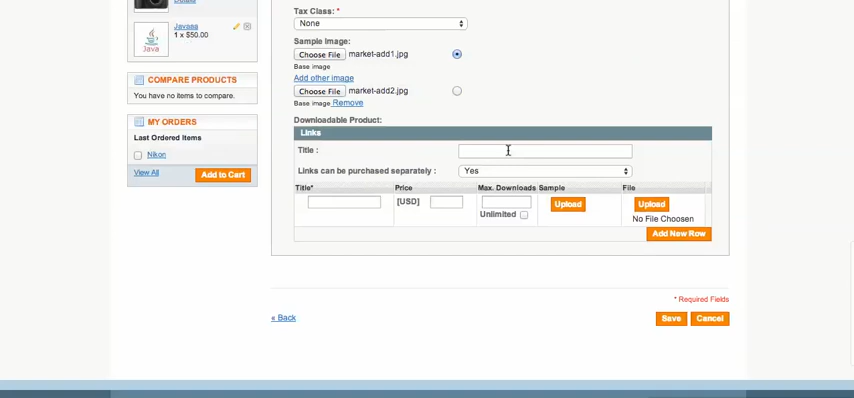 Details
Javaaa
1 x $50.00
Java
COMPARE PRODUCTS
You have no items to compare.
MY ORDERS
Last Ordered Items
Nikon
View All
Add to Cart
Tax Class: *
None
Sample Image:
Choose File market-add1.jpg
Base image
Add other image
Choose File market-add2.jpg
Base image Remove
Downloadable Product:
Links
Title :
Links can be purchased separately : Yes
Title* Price Max. Downloads Sample File
[USD] Upload Upload
Unlimited No File Choosen
Add New Row
* Required Fields
« Back
Save Cancel